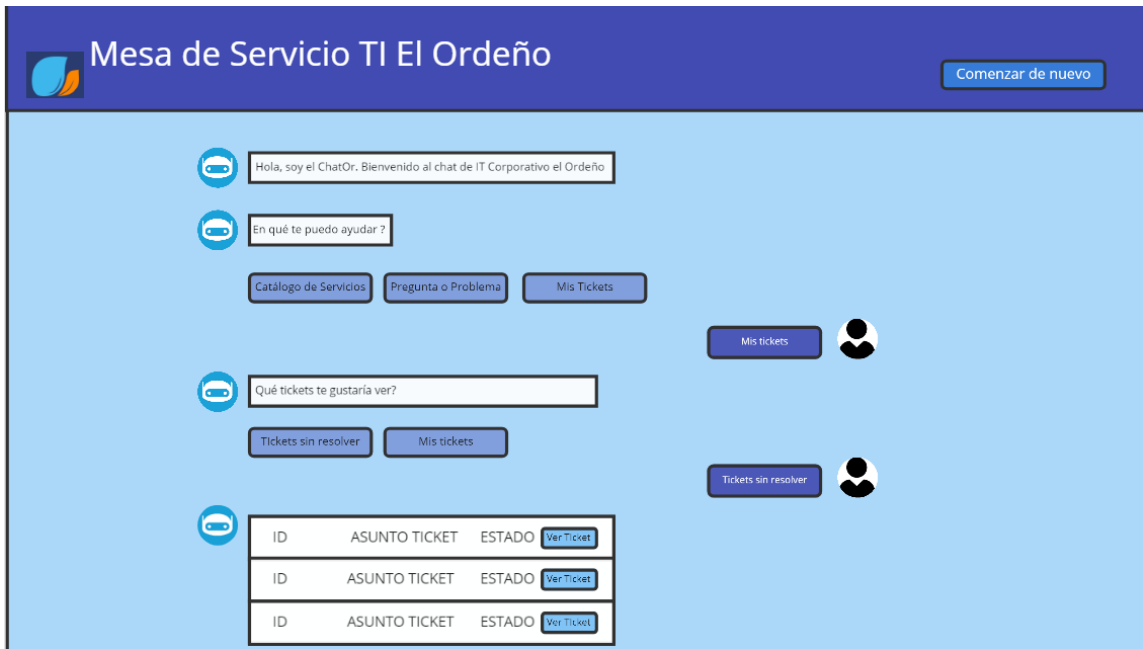 Mesa de Servicio TI El Ordeño
Comenzar de nuevo
Hola, soy el ChatOr. Bienvenido al chat de IT Corporativo el Ordeño
En qué te puedo ayudar ?
Catálogo de Servicios Pregunta o Problema Mis Tickets
Mis tickets
Qué tickets te gustaría ver?
Tickets sin resolver Mis tickets
Tickets sin resolver
ID ASUNTO TICKET ESTADO Ver Ticket
ID ASUNTO TICKET ESTADO Ver Ticket
ID ASUNTO TICKET ESTADO Ver Ticket